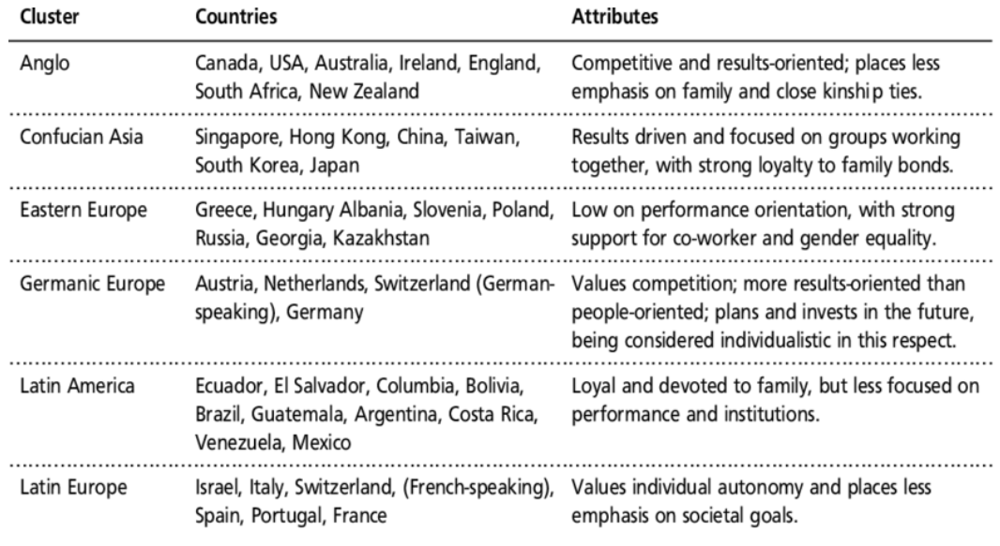 Cluster Countries Attributes
Anglo Canada, USA, Australia, Ireland, England, Competitive and results-oriented; places less
South Africa, New Zealand emphasis on family and close kinship ties.
Confucian Asia Singapore, Hong Kong, China, Taiwan, Results driven and focused on groups working
South Korea, Japan together, with strong loyalty to family bonds.
Eastern Europe Greece, Hungary Albania, Slovenia, Poland, Low on performance orientation, with strong
Russia, Georgia, Kazakhstan support for co-worker and gender equality.
Germanic Europe Austria, Netherlands, Switzerland (German- Values competition; more results-oriented than
speaking), Germany people-oriented; plans and invests in the future,
being considered individualistic in this respect.
Latin America Ecuador, El Salvador, Columbia, Bolivia, Loyal and devoted to family, but less focused on
Brazil, Guatemala, Argentina, Costa Rica, performance and institutions.
Venezuela, Mexico
Latin Europe Israel, Italy, Switzerland, (French-speaking), Values individual autonomy and places less
Spain, Portugal, France emphasis on societal goals.